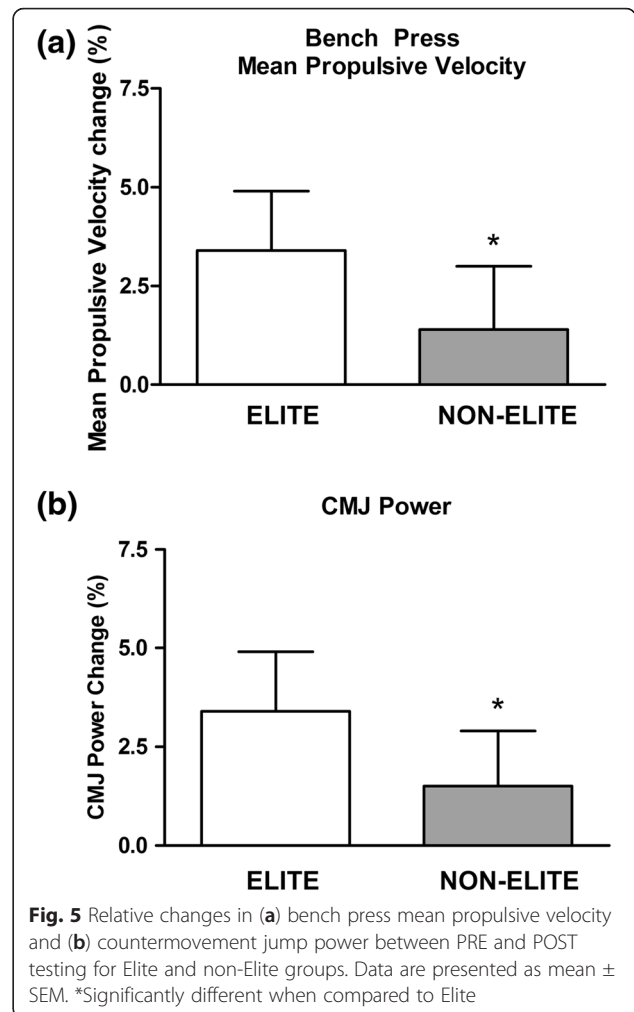 (a)
Bench Press
Mean Propulsive Velocity
Mean Propulsive Velocity change (%)
7.5
5.0
2.5
0.0
*
ELITE
NON-ELITE
(b)
CMJ Power
CMJ Power Change (%)
7.5
5.0
2.5
0.0
*
ELITE
NON-ELITE
Fig. 5 Relative changes in (a) bench press mean propulsive velocity
and (b) countermovement jump power between PRE and POST
testing for Elite and non-Elite groups. Data are presented as mean ±
SEM. *Significantly different when compared to Elite